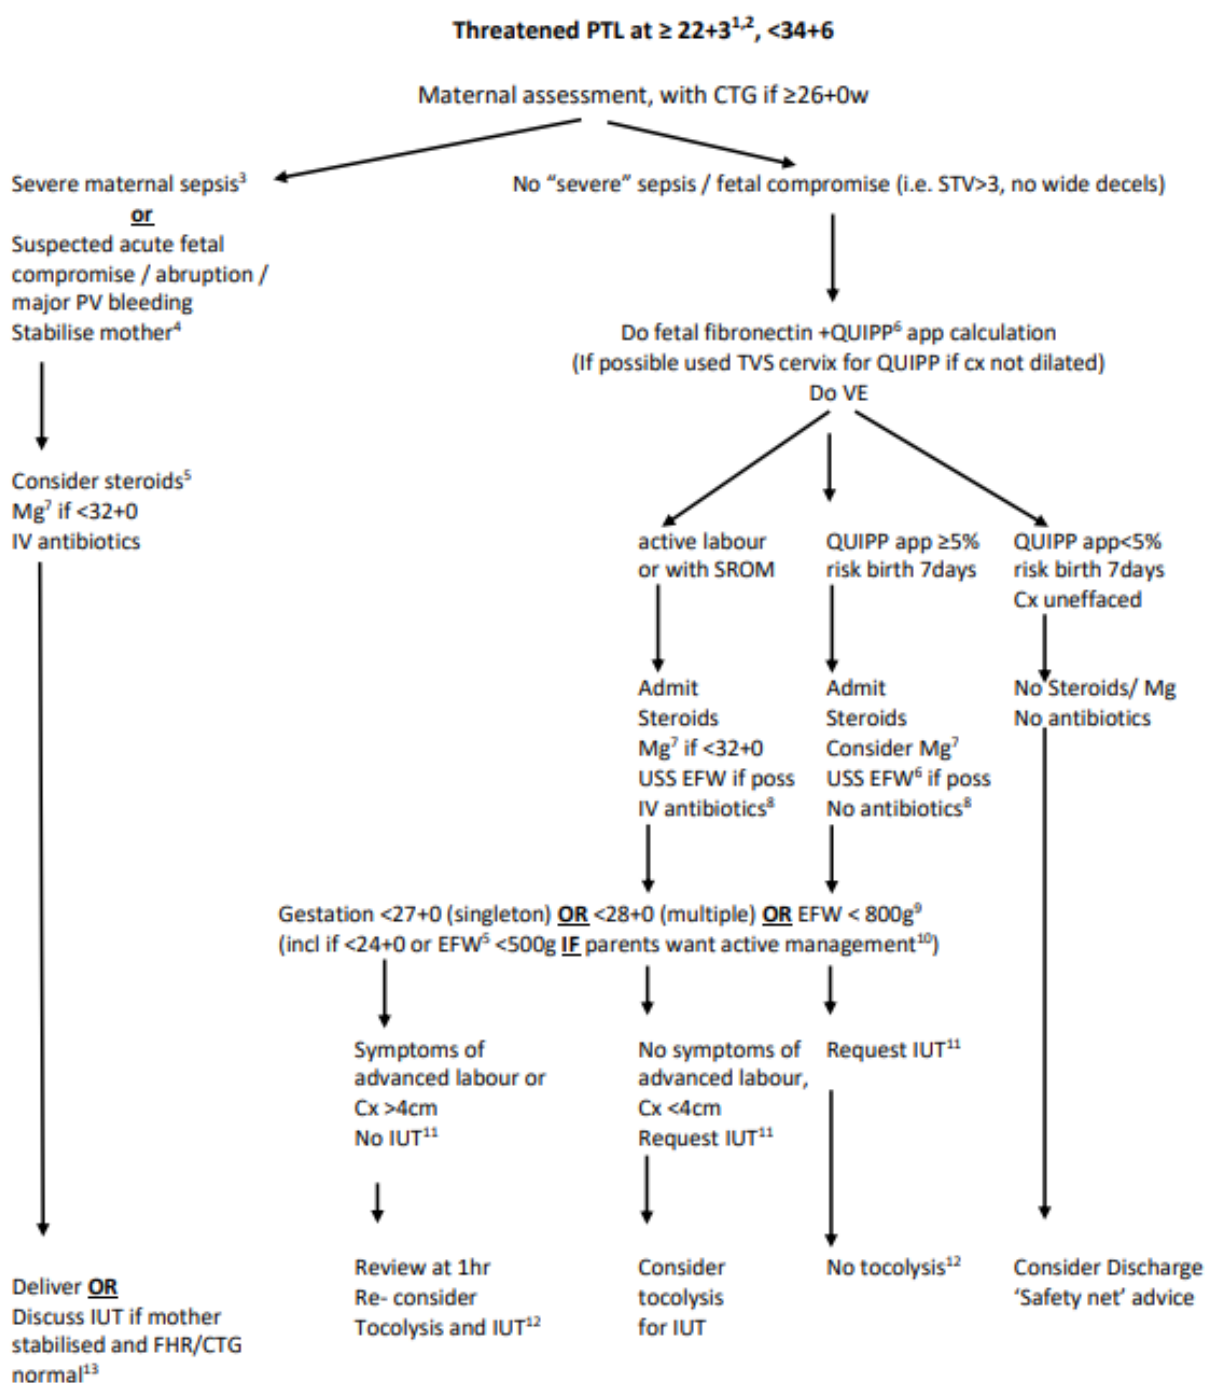 Threatened PTL at ≥ 22+3¹,², <34+6
Maternal assessment, with CTG if ≥26+0w
Severe maternal sepsis³
or
Suspected acute fetal
compromise / abruption /
major PV bleeding
Stabilise mother⁴
No “severe” sepsis / fetal compromise (i.e. STV>3, no wide decels)
Do fetal fibronectin +QUIPP⁶ app calculation
(If possible used TVS cervix for QUIPP if cx not dilated)
Do VE
Consider steroids⁵
Mg⁷ if <32+0
IV antibiotics
active labour
or with SROM
QUIPP app ≥5%
risk birth 7days
QUIPP app<5%
risk birth 7days
Cx uneffaced
Admit
Steroids
Mg⁷ if <32+0
USS EFW if poss
IV antibiotics⁸
Admit
Steroids
Consider Mg⁷
USS EFW⁶ if poss
No antibiotics⁸
No Steroids/ Mg
No antibiotics
Gestation <27+0 (singleton) OR <28+0 (multiple) OR EFW < 800g⁹
(incl if <24+0 or EFW⁵ <500g IF parents want active management¹⁰)
Symptoms of
advanced labour or
Cx >4cm
No IUT¹¹
No symptoms of
advanced labour,
Cx <4cm
Request IUT¹¹
Request IUT¹¹
Review at 1hr
Re- consider
Tocolysis and IUT¹²
Consider
tocolysis
for IUT
No tocolysis¹²
Consider Discharge
‘Safety net’ advice
Deliver OR
Discuss IUT if mother
stabilised and FHR/CTG
normal¹³